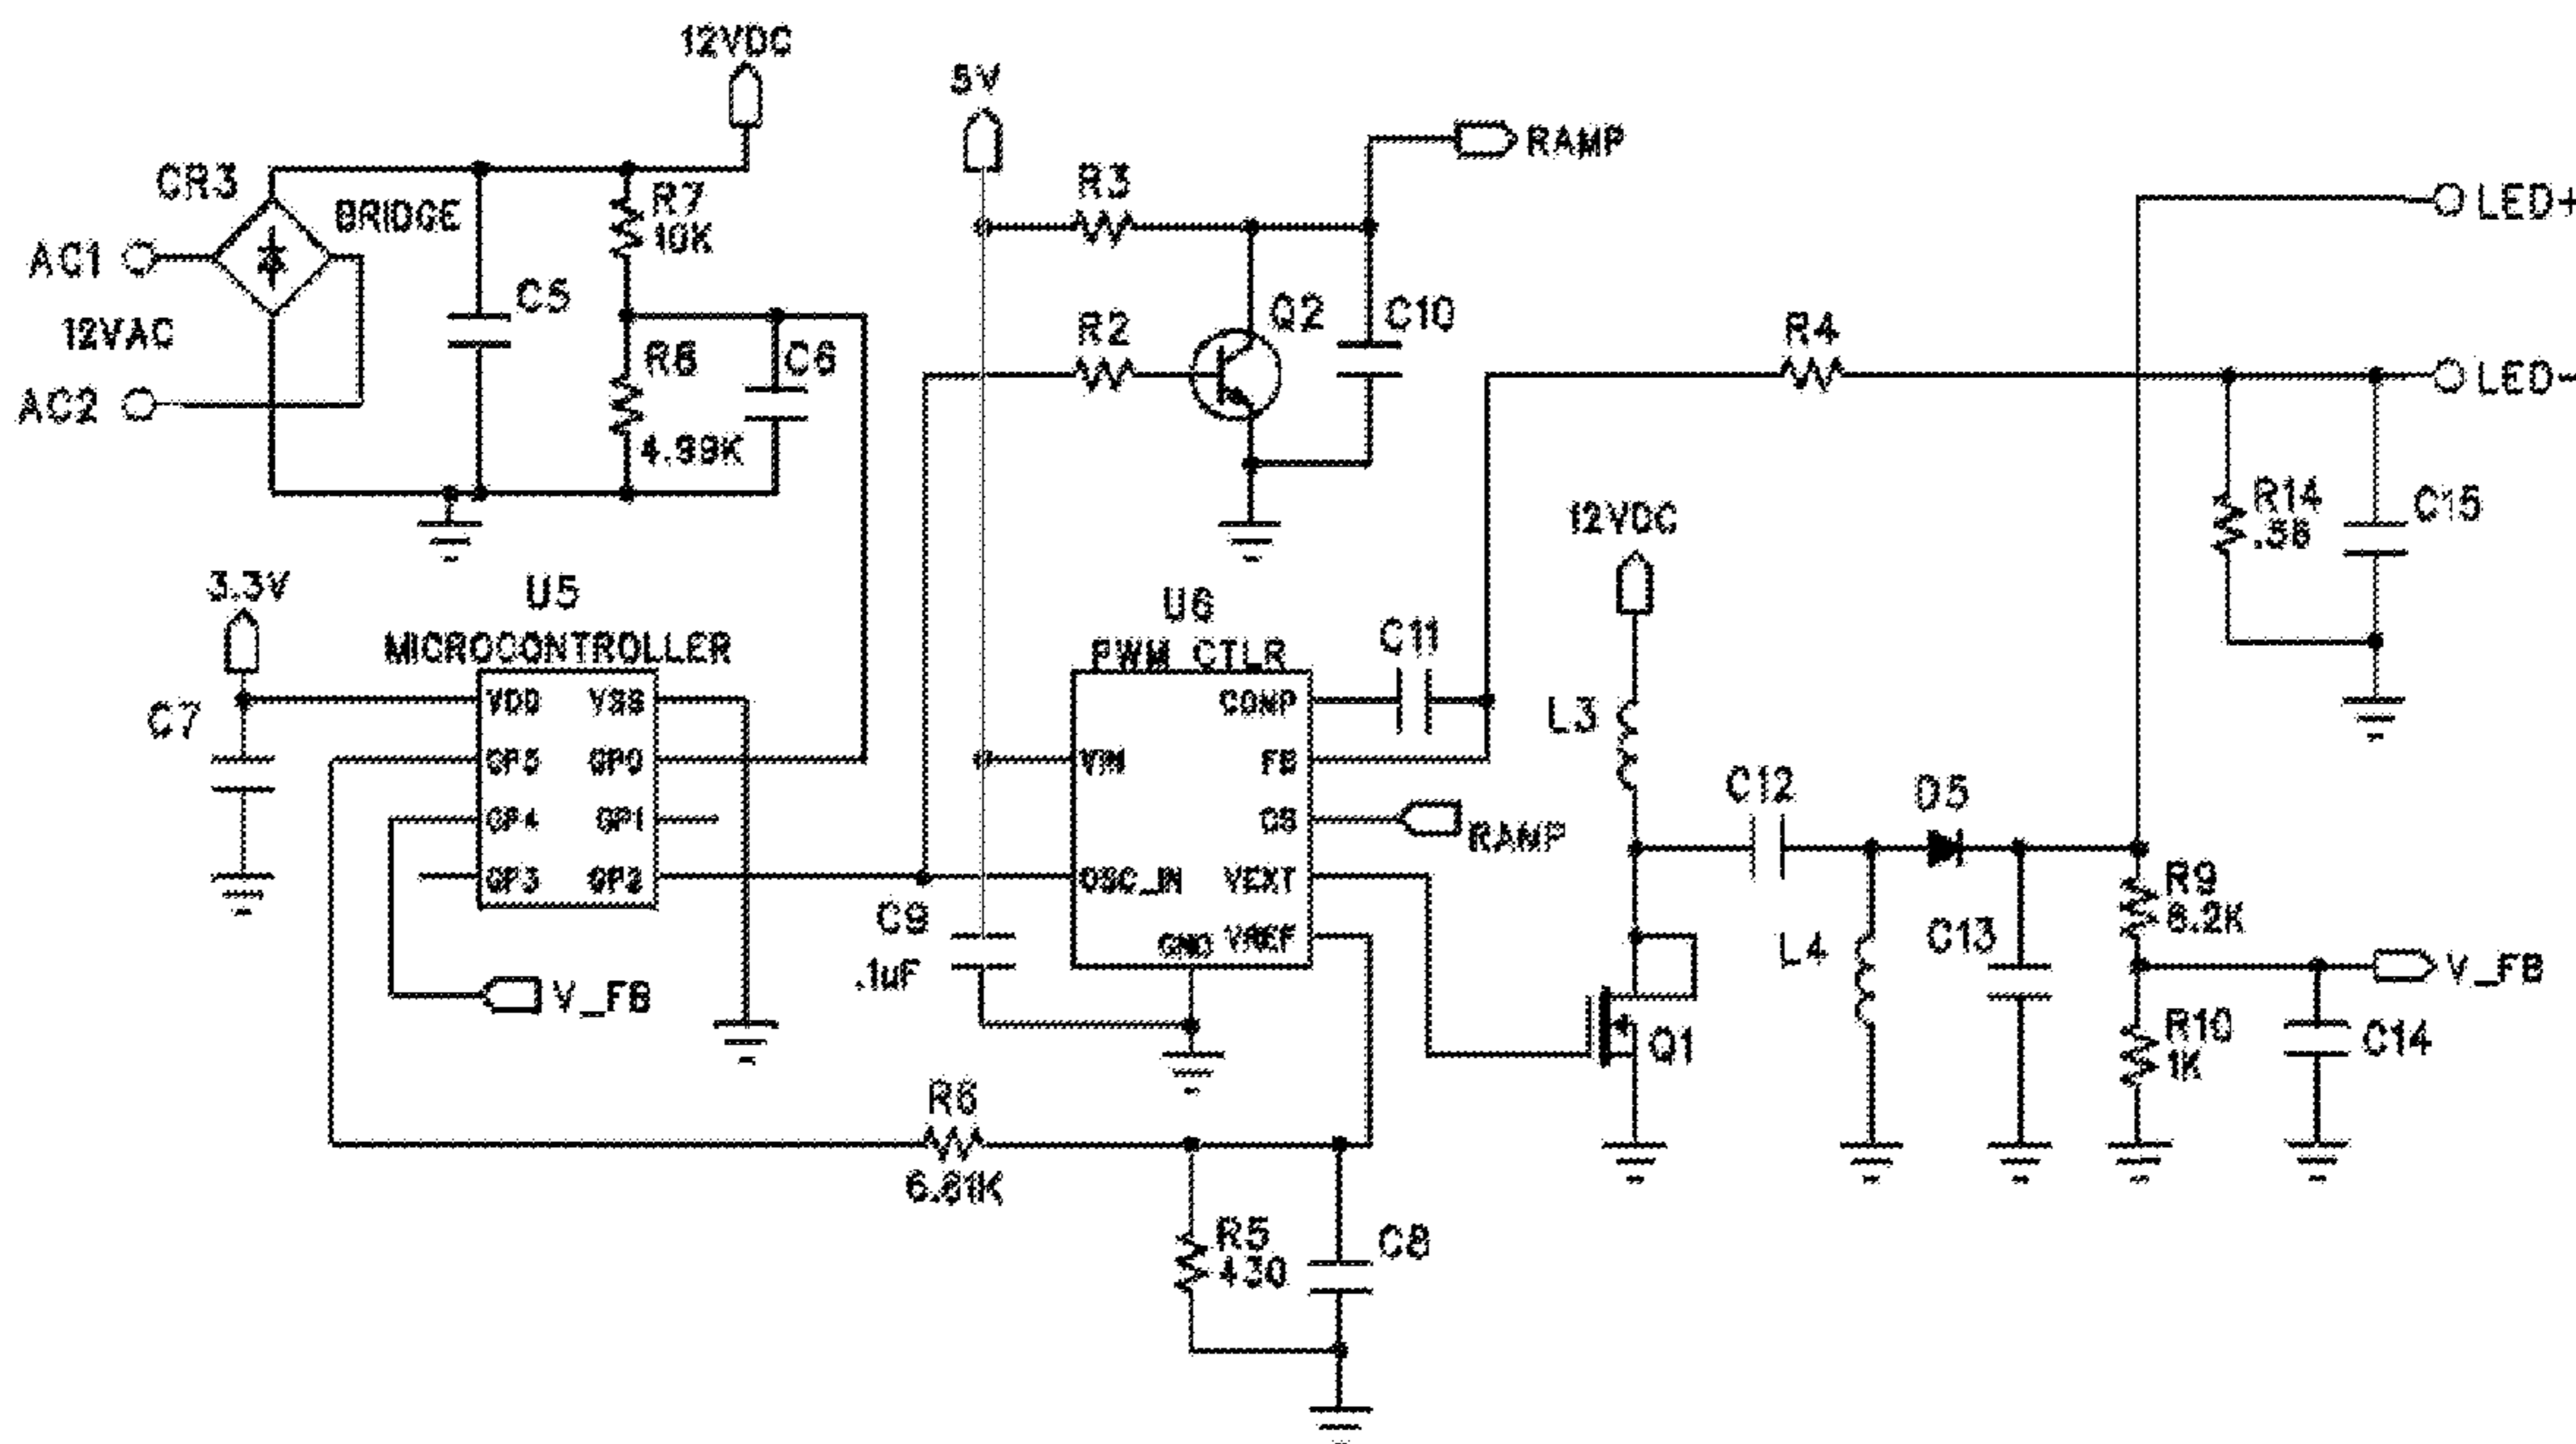 12VDC
5V
RAMP
CR3
BRIDGE
R7
10K
R3
LED+
AC1
C5
Q2
C10
R2
R4
12VAC
C6
LED-
AC2
4.99K
R14
C15
12VDC
3.3V
U5
MICROCONTROLLER
U6
PWM CTLR
C11
C7
VDD
VSS
COMP
L3
GP5
GP0
VIN
FB
C12
D5
GP4
GP1
CS
RAMP
GP3
GP2
OSC_IN
VEXT
R9
8.2K
C9
.1uF
GND
VREF
L4
C13
V_FB
V_FB
Q1
R10
1K
C14
R6
6.81K
R5
430
C8